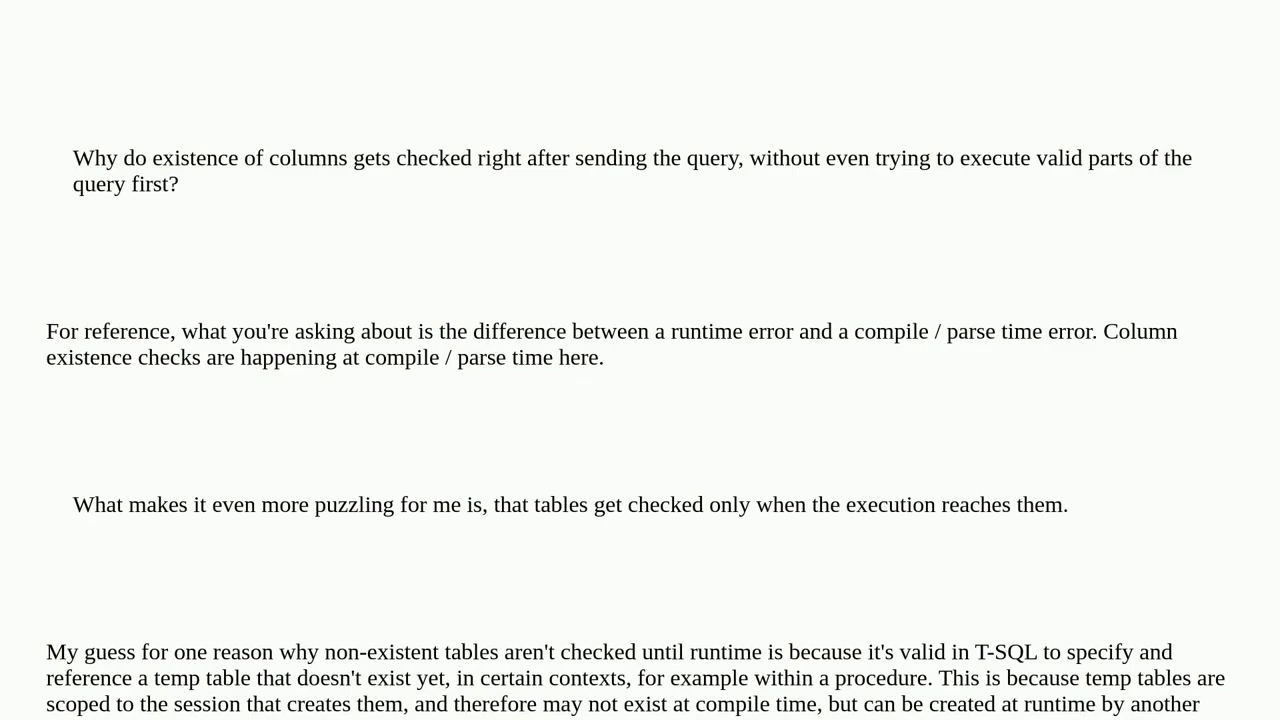 Why do existence of columns gets checked right after sending the query, without even trying to execute valid parts of the
query first?
For reference, what you're asking about is the difference between a runtime error and a compile / parse time error. Column
existence checks are happening at compile / parse time here.
What makes it even more puzzling for me is, that tables get checked only when the execution reaches them.
My guess for one reason why non-existent tables aren't checked until runtime is because it's valid in T-SQL to specify and
reference a temp table that doesn't exist yet, in certain contexts, for example within a procedure. This is because temp tables are
scoped to the session that creates them, and therefore may not exist at compile time, but can be created at runtime by another